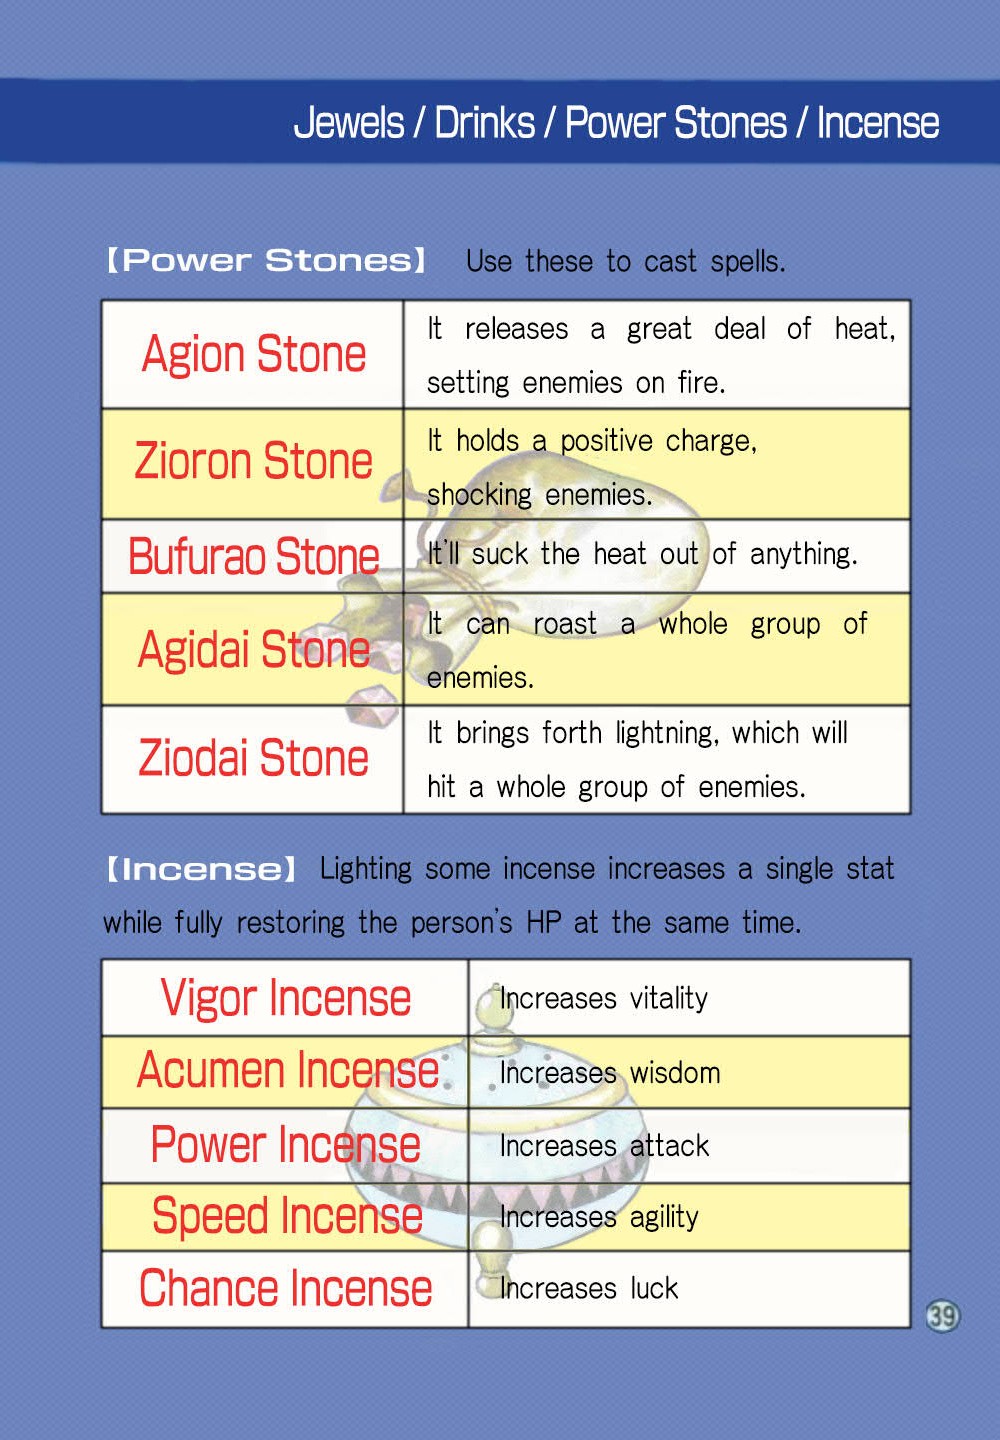 Jewels / Drinks / Power Stones / Incense
【Power Stones】 Use these to cast spells.
Agion Stone
It releases a great deal of heat,
setting enemies on fire.
Zioron Stone
It holds a positive charge,
shocking enemies.
Bufurao Stone
It'll suck the heat out of anything.
Agidai Stone
It can roast a whole group of
enemies.
Ziodai Stone
It brings forth lightning, which will
hit a whole group of enemies.
【Incense】 Lighting some incense increases a single stat
while fully restoring the person's HP at the same time.
Vigor Incense
Increases vitality
Acumen Incense
Increases wisdom
Power Incense
Increases attack
Speed Incense
Increases agility
Chance Incense
Increases luck
39